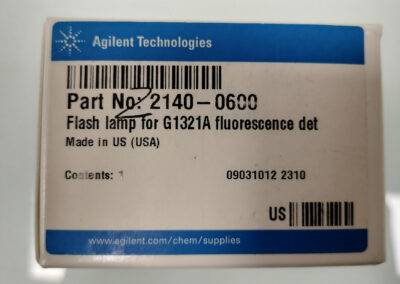 Agilent Technologies
Part No: 2140-0600
2
Flash lamp for G1321A fluorescence det
Made in US (USA)
Contents: 1
09031012 2310
US
www.agilent.com/chem/supplies